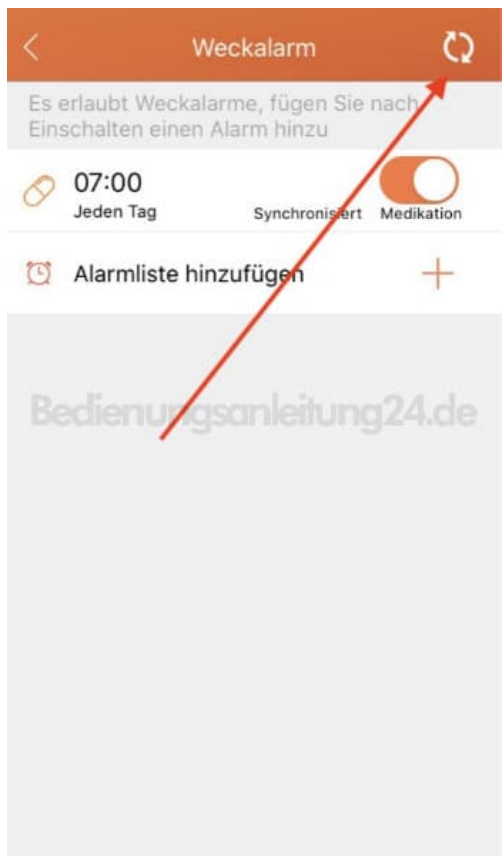 Weckalarm
Es erlaubt Weckalarme, fügen Sie nach
Einschalten einen Alarm hinzu
07:00
Jeden Tag
Synchronisiert
Medikation
Alarmliste hinzufügen
Bedienungsanleitung24.de